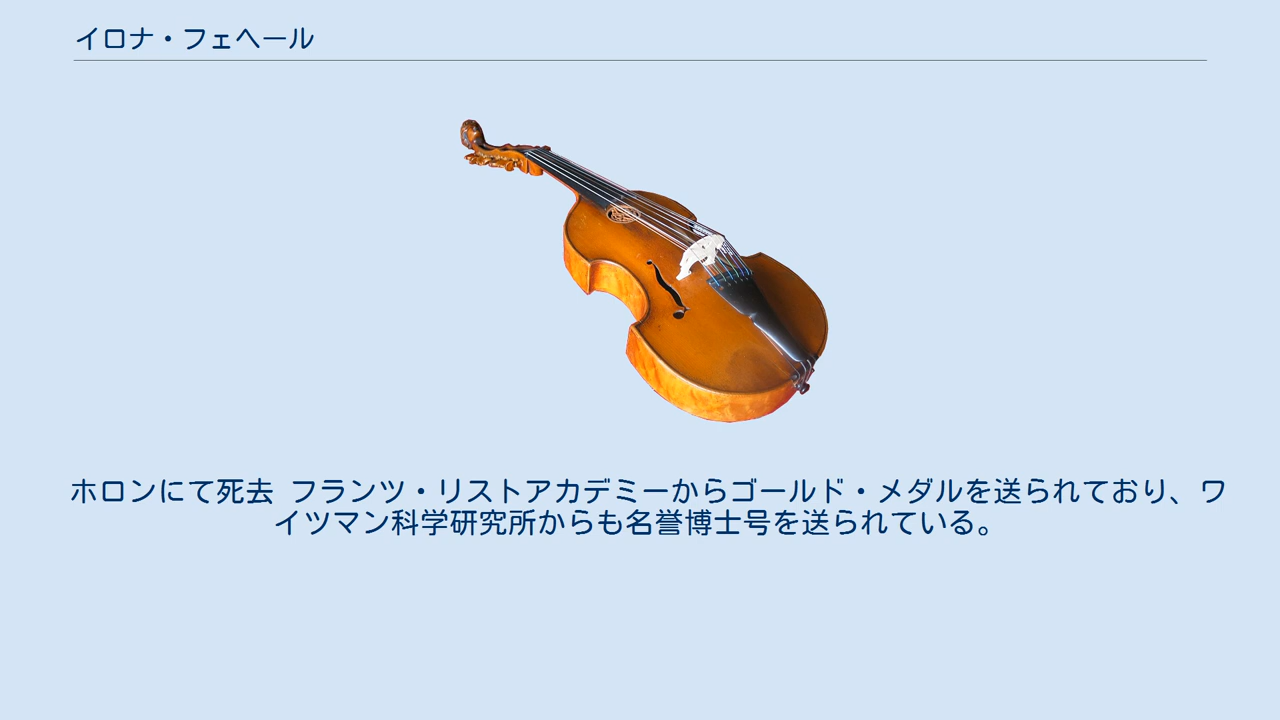 イロナ・フェヘール
ホロンにて死去 フランツ・リストアカデミーからゴールド・メダルを送られており、ワ
イツマン科学研究所からも名誉博士号を送られている。